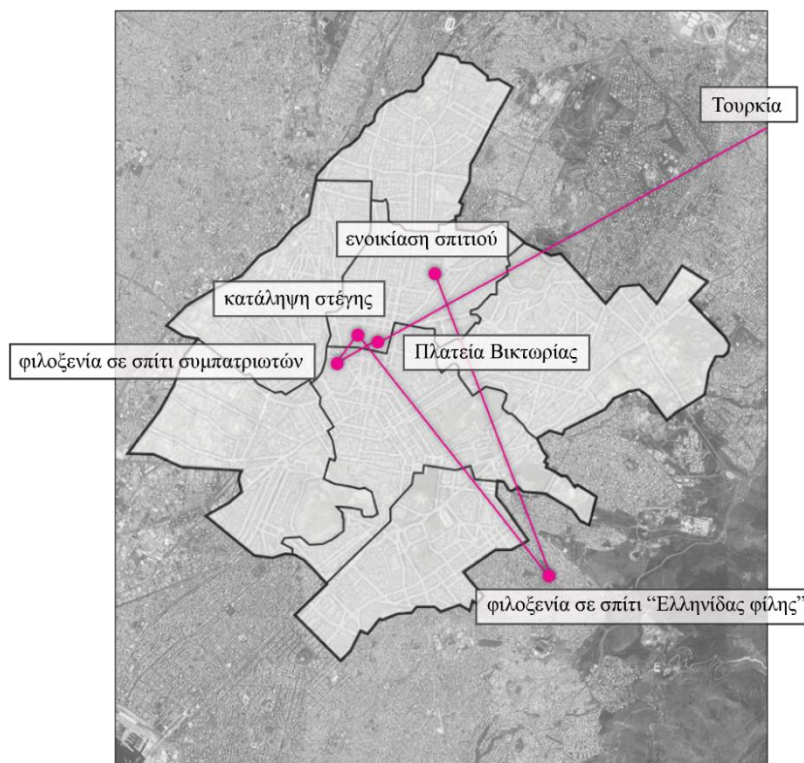 Τουρκία
ενοικίαση σπιτιού
κατάληψη στέγης
Πλατεία Βικτωρίας
φιλοξενία σε σπίτι συμπατριωτών
φιλοξενία σε σπίτι “Ελληνίδας φίλης”